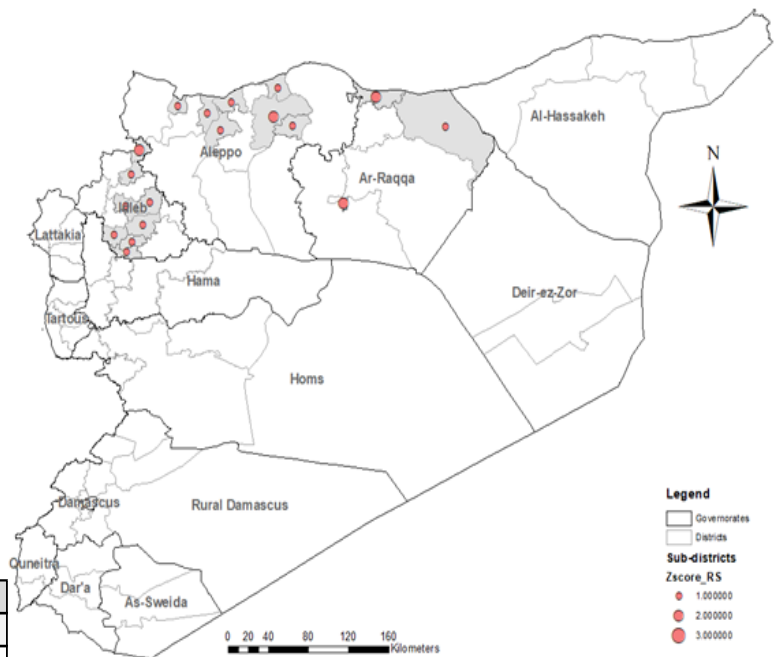 N
Al-Hassakeh
Aleppo
Ar-Raqqa
Idleb
Lattakia
Hama
Deir-ez-Zor
Tartous
Homs
Damascus
Rural Damascus
Quneitra
Dar'a
As-Sweida
Legend
Governorates
Districts
Sub-districts
Zscore_RS
1.000000
2.000000
3.000000
0 20 40 80 120 160
Kilometers